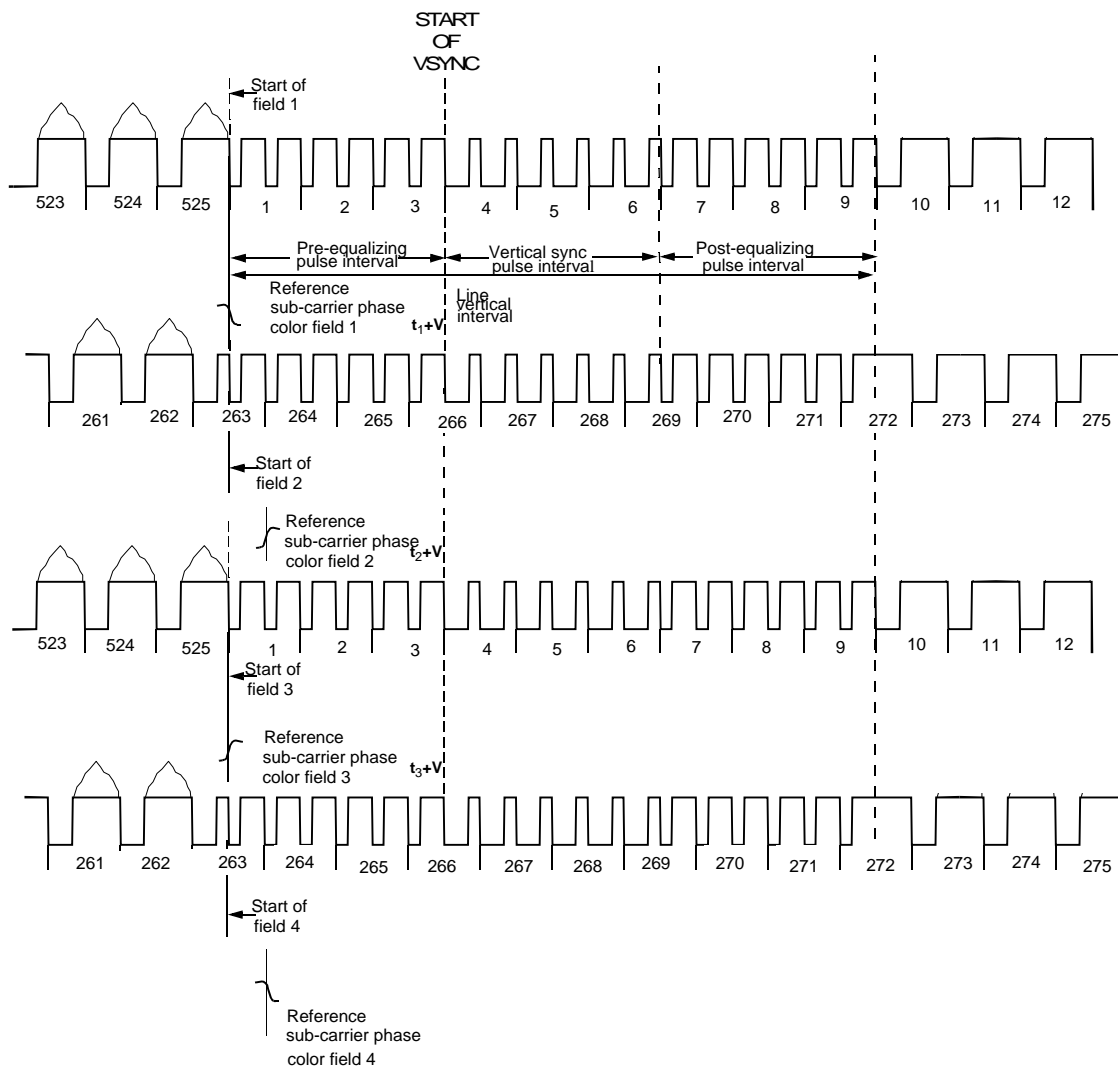 START
OF
VSYNC
Start of
field 1
523 524 525 1 2 3 4 5 6 7 8 9 10 11 12
Pre-equalizing
pulse interval
Vertical sync
pulse interval
Post-equalizing
pulse interval
Reference
sub-carrier phase
color field 1
t1+V
Line
vertical
interval
261 262 263 264 265 266 267 268 269 270 271 272 273 274 275
Start of
field 2
Reference
sub-carrier phase
color field 2
t2+V
523 524 525 1 2 3 4 5 6 7 8 9 10 11 12
Start of
field 3
Reference
sub-carrier phase
color field 3
t3+V
261 262 263 264 265 266 267 268 269 270 271 272 273 274 275
Start of
field 4
Reference
sub-carrier phase
color field 4